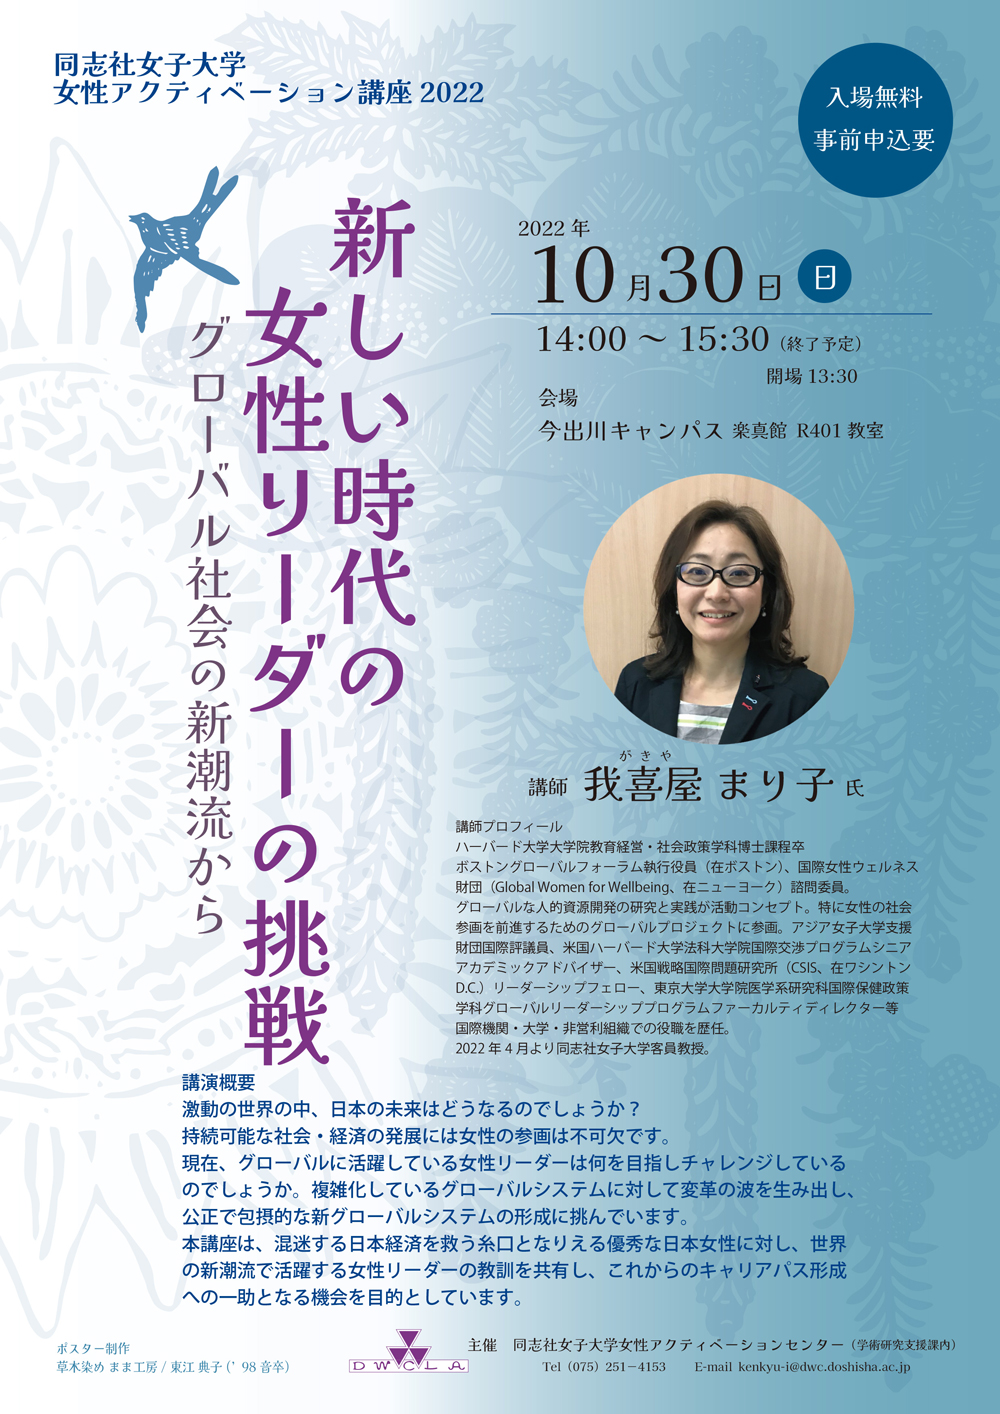 同志社女子大学
女性アクティベーション講座 2022
入場無料
事前申込要
新しい時代の
女性リーダーの挑戦
グローバル社会の新潮流から
2022 年
10 月 30 日 日
14:00 ～ 15:30（終了予定）
開場 13:30
会場
今出川キャンパス 楽真館 R401 教室
がきや
講師 我喜屋 まり子 氏
講師プロフィール
ハーバード大学大学院教育経営・社会政策学科博士課程卒
ボストングローバルフォーラム執行役員（在ボストン）、国際女性ウェルネス
財団（Global Women for Wellbeing、在ニューヨーク）諮問委員。
グローバルな人的資源開発の研究と実践が活動コンセプト。特に女性の社会
参画を前進するためのグローバルプロジェクトに参画。アジア女子大学支援
財団国際評議員、米国ハーバード大学法科大学院国際交渉プログラムシニア
アカデミックアドバイザー、米国戦略国際問題研究所（CSIS、在ワシントン
D.C.）リーダーシップフェロー、東京大学大学院医学系研究科国際保健政策
学科グローバルリーダーシッププログラムファーカルティディレクター等
国際機関・大学・非営利組織での役職を歴任。
2022 年 4 月より同志社女子大学客員教授。
講演概要
激動の世界の中、日本の未来はどうなるのでしょうか？
持続可能な社会・経済の発展には女性の参画は不可欠です。
現在、グローバルに活躍している女性リーダーは何を目指しチャレンジしている
のでしょうか。複雑化しているグローバルシステムに対して変革の波を生み出し、
公正で包摂的な新グローバルシステムの形成に挑んでいます。
本講座は、混迷する日本経済を救う糸口となりえる優秀な日本女性に対し、世界
の新潮流で活躍する女性リーダーの教訓を共有し、これからのキャリアパス形成
への一助となる機会を目的としています。
ポスター制作
草木染め まま工房 / 東江 典子（’98 音卒）
DWCLA
主催 同志社女子大学女性アクティベーションセンター（学術研究支援課内）
Tel（075）251−4153 E-mail kenkyu-i@dwc.doshisha.ac.jp